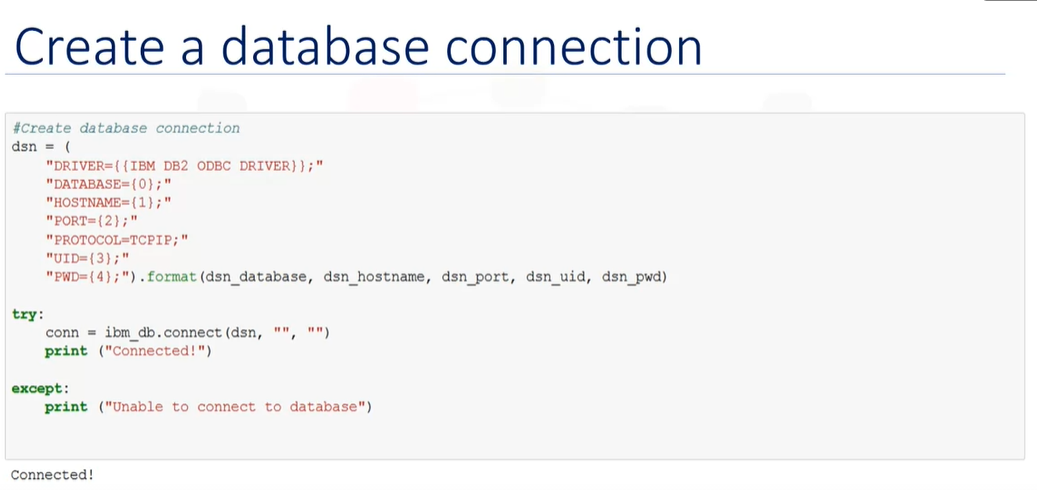 Create a database connection
#Create database connection
dsn = (
    "DRIVER={{IBM DB2 ODBC DRIVER}};"
    "DATABASE={0};"
    "HOSTNAME={1};"
    "PORT={2};"
    "PROTOCOL=TCPIP;"
    "UID={3};"
    "PWD={4};").format(dsn_database, dsn_hostname, dsn_port, dsn_uid, dsn_pwd)
try:
    conn = ibm_db.connect(dsn, "", "")
    print ("Connected!")
except:
    print ("Unable to connect to database")
Connected!